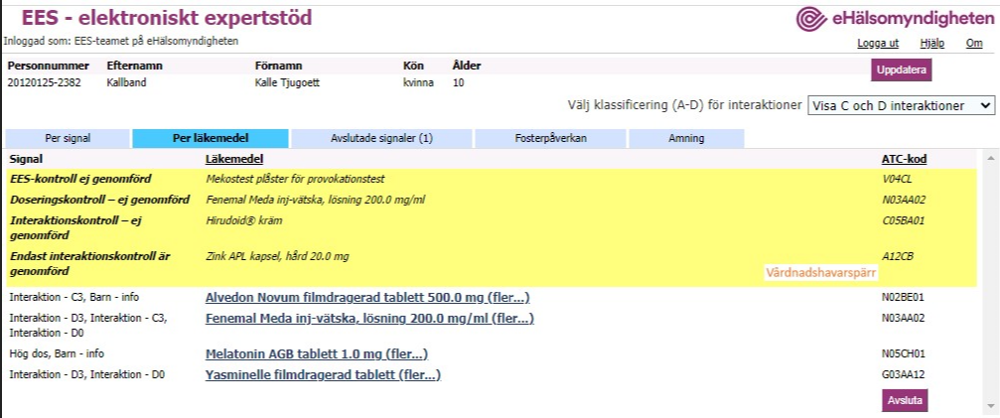 EES - elektroniskt expertstöd
eHälsomyndigheten
Inloggad som: EES-teamet på eHälsomyndigheten
Logga ut Hjälp Om
Personnummer Efternamn Förnamn Kön Ålder
20120125-2382 Kallband Kalle Tjugoett kvinna 10
Uppdatera
Välj klassificering (A-D) för interaktioner Visa C och D interaktioner
Per signal Per läkemedel Avslutade signaler (1) Fosterpåverkan Amning
Signal Läkemedel ATC-kod
EES-kontroll ej genomförd Mekostest plåster för provokationstest V04CL
Doseringskontroll – ej genomförd Fenemal Meda inj-vätska, lösning 200.0 mg/ml N03AA02
Interaktionskontroll – ej Hirudoid® kräm C05BA01
genomförd
Endast interaktionskontroll är Zink APL kapsel, hård 20.0 mg A12CB
genomförd
Vårdnadshavarspärr
Interaktion - C3, Barn - info Alvedon Novum filmdragerad tablett 500.0 mg (fler...) N02BE01
Interaktion - D3, Interaktion - C3, Fenemal Meda inj-vätska, lösning 200.0 mg/ml (fler...) N03AA02
Interaktion - D0
Hög dos, Barn - info Melatonin AGB tablett 1.0 mg (fler...) N05CH01
Interaktion - D3, Interaktion - D0 Yasminelle filmdragerad tablett (fler...) G03AA12
Avsluta